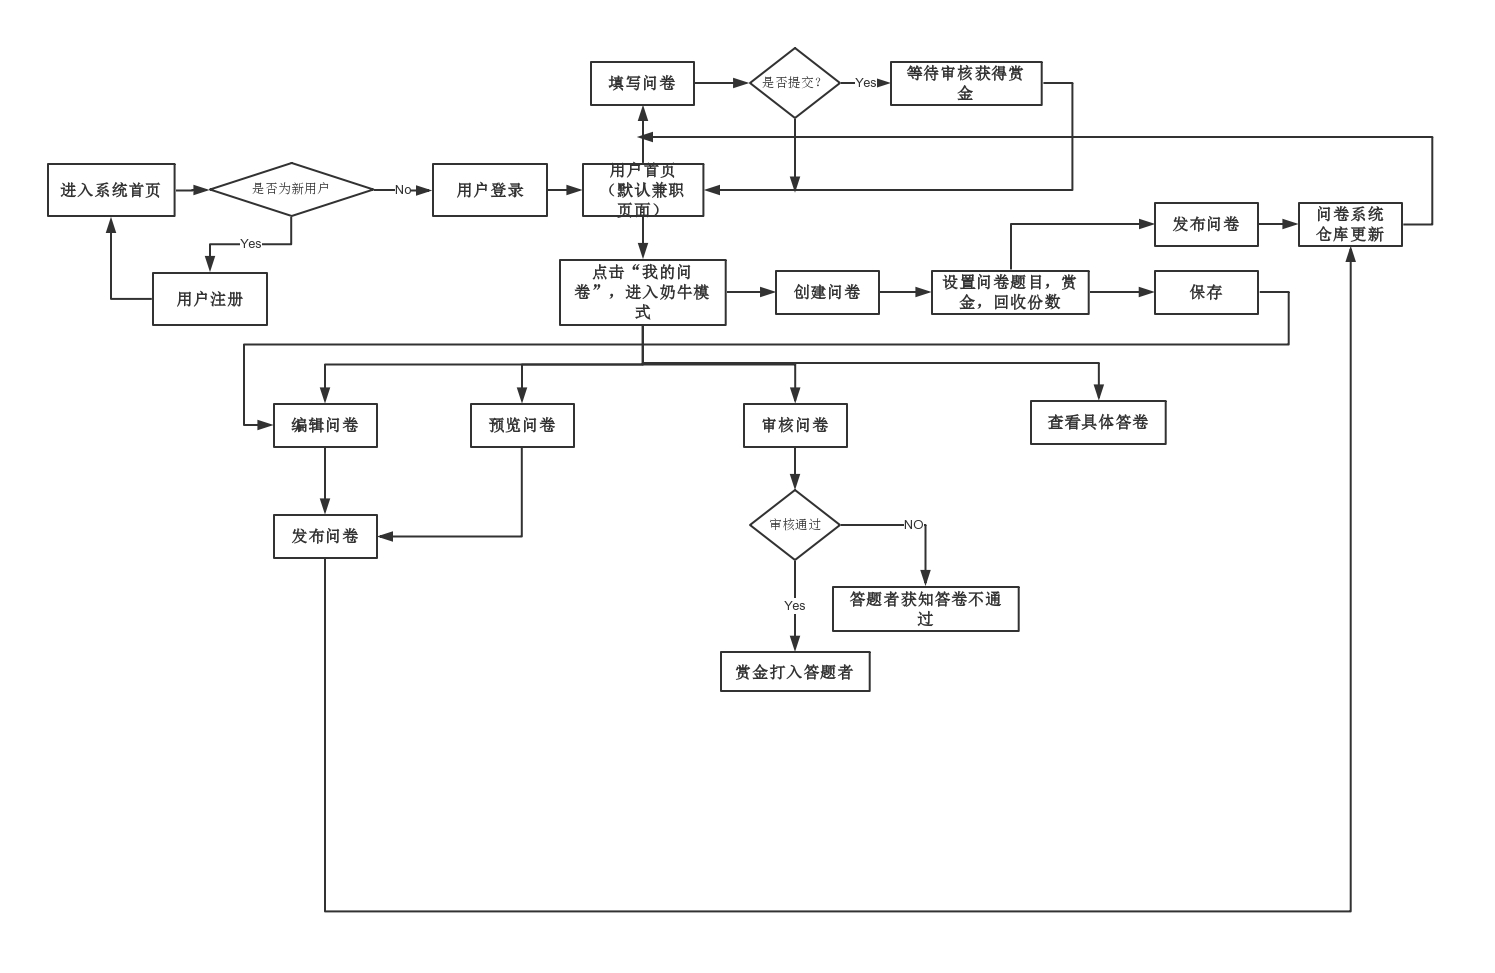 填写问卷
是否提交?
Yes
等待审核获得赏
金
进入系统首页
是否为新用户
No
用户登录
用户首页
（默认兼职
页面）
Yes
用户注册
发布问卷
问卷系统
仓库更新
点击“我的问
卷”，进入奶牛模
式
创建问卷
设置问卷题目，赏
金，回收份数
保存
编辑问卷
预览问卷
审核问卷
查看具体答卷
发布问卷
审核通过
NO
Yes
答题者获知答卷不通
过
赏金打入答题者